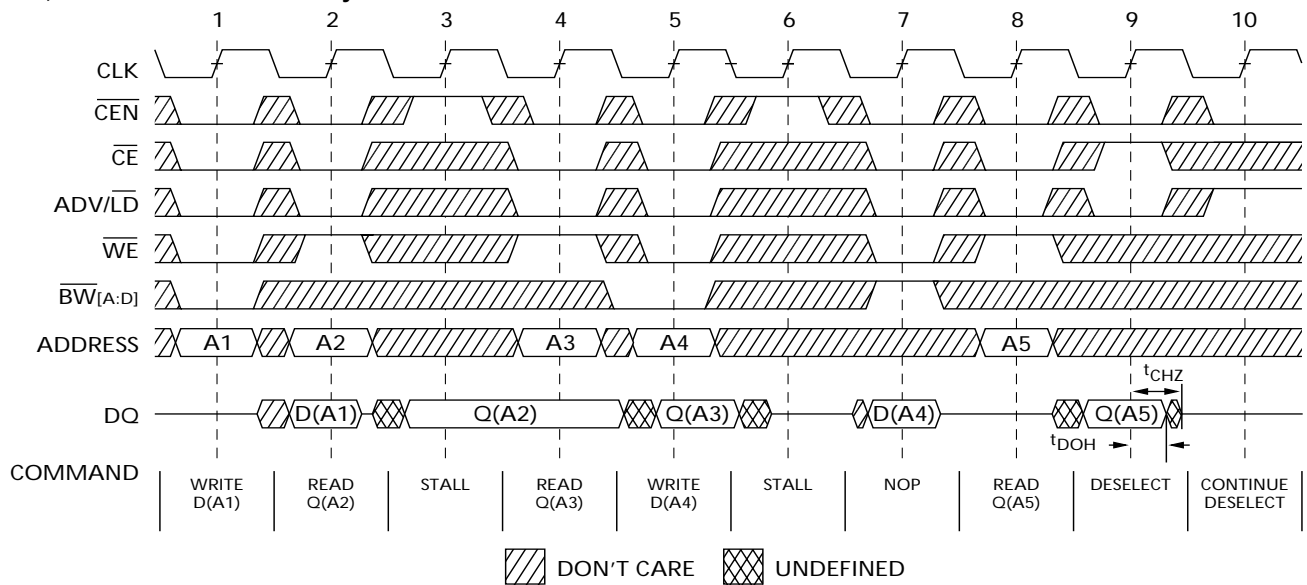 1 2 3 4 5 6 7 8 9 10
CLK
CEN
CE
ADV/LD
WE
BW[A:D]
ADDRESS A1 A2 A3 A4 A5
tCHZ
DQ D(A1) Q(A2) Q(A3) D(A4) Q(A5)
tDOH
COMMAND
WRITE READ STALL READ WRITE STALL NOP READ DESELECT CONTINUE
D(A1) Q(A2) Q(A3) D(A4) Q(A5) DESELECT
DON'T CARE UNDEFINED